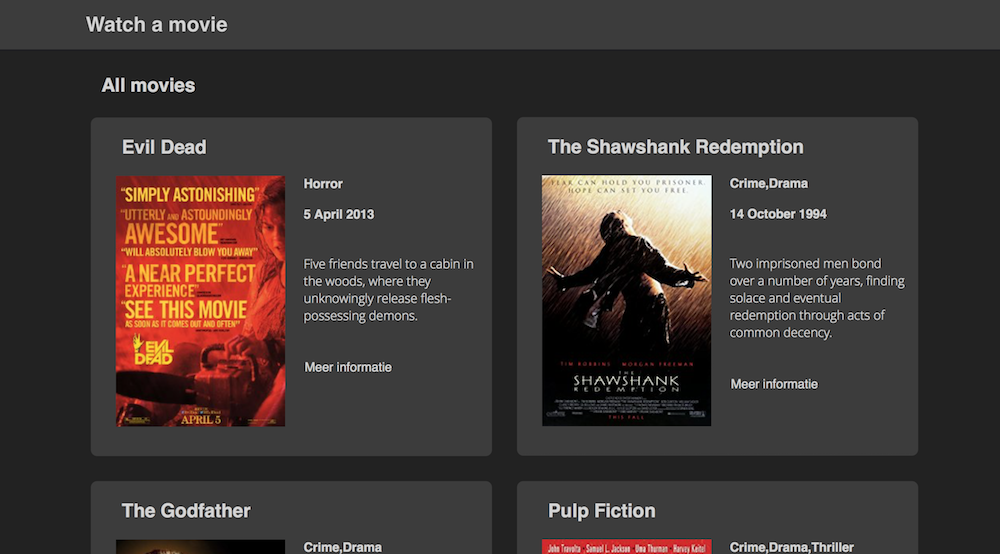 Watch a movie
All movies
Evil Dead
"SIMPLY ASTONISHING"
"UTTERLY AND ASTOUNDINGLY
AWESOME"
"WILL ABSOLUTELY BLOW YOU AWAY"
"A NEAR PERFECT
EXPERIENCE"
"SEE THIS MOVIE
AS SOON AS IT COMES OUT AND OFTEN"
EVIL
DEAD
APRIL 5
Horror
5 April 2013
Five friends travel to a cabin in
the woods, where they
unknowingly release flesh-
possessing demons.
Meer informatie
The Shawshank Redemption
FEAR CAN HOLD YOU PRISONER.
HOPE CAN SET YOU FREE.
TIM ROBBINS MORGAN FREEMAN
THE
SHAWSHANK
REDEMPTION
THIS FALL
Crime,Drama
14 October 1994
Two imprisoned men bond
over a number of years, finding
solace and eventual
redemption through acts of
common decency.
Meer informatie
The Godfather
Crime,Drama
Pulp Fiction
John Travolta · Samuel L. Jackson · Uma Thurman · Harvey Keitel
Crime,Drama,Thriller